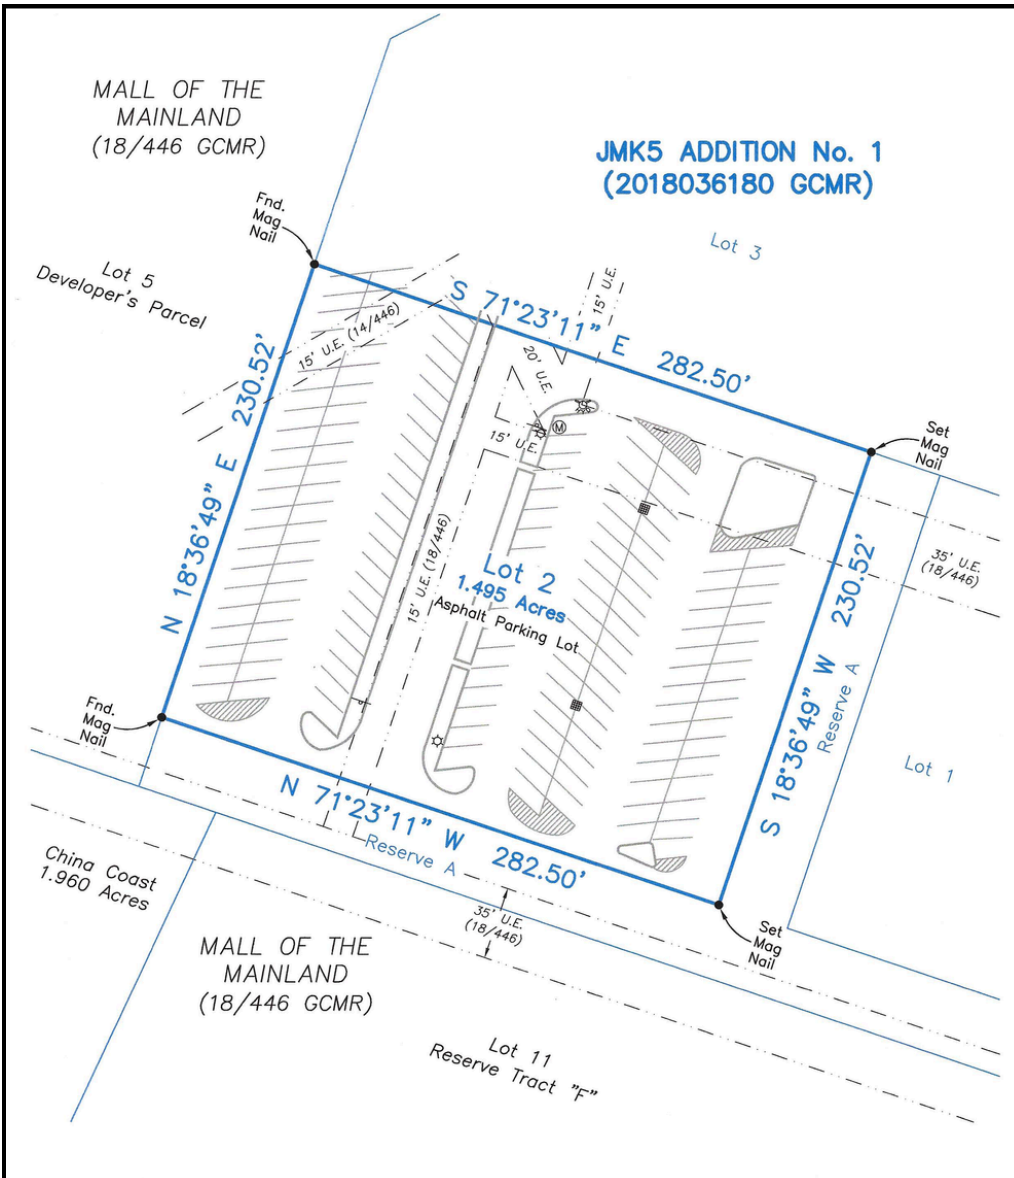 MALL OF THE
MAINLAND
(18/446 GCMR)
JMK5 ADDITION No. 1
(2018036180 GCMR)
Fnd.
Mag
Nail
Lot 3
Lot 5
Developer's Parcel
15' U.E.
S 71°23'11" E 282.50'
15' U.E. (14/446)
20' U.E.
N 18°36'49" E 230.52'
Set
Mag
Nail
M
15' U.E.
35' U.E.
(18/446)
15' U.E. (18/446)
Lot 2
1.495 Acres
Asphalt Parking Lot
S 18°36'49" W 230.52'
Reserve A
Lot 1
Fnd.
Mag
Nail
N 71°23'11" W 282.50'
Reserve A
China Coast
1.960 Acres
35' U.E.
(18/446)
Set
Mag
Nail
MALL OF THE
MAINLAND
(18/446 GCMR)
Lot 11
Reserve Tract "F"